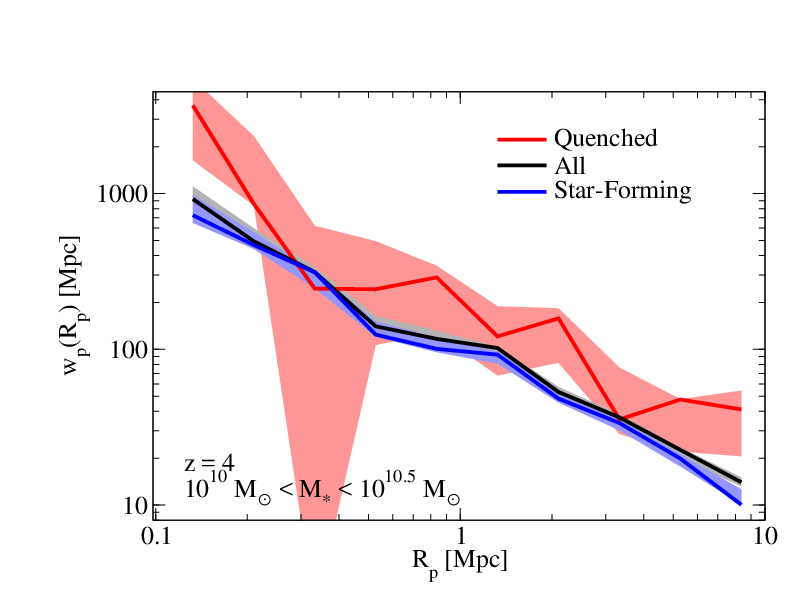 Quenched
All
Star-Forming
1000
100
10
w_p(R_p) [Mpc]
z = 4
10^10 M_⊙ < M_* < 10^10.5 M_⊙
0.1 1 10
R_p [Mpc]